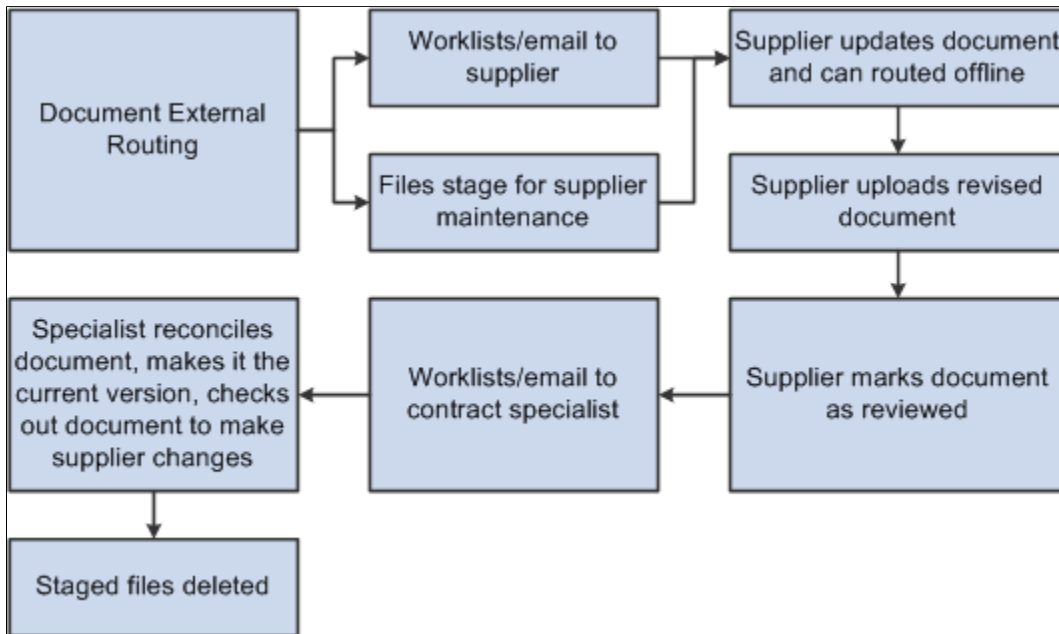 Document External
Routing
Worklists/email to
supplier
Files stage for supplier
maintenance
Supplier updates document
and can routed offline
Supplier uploads revised
document
Supplier marks document
as reviewed
Worklists/email to
contract specialist
Specialist reconciles
document, makes it the
current version, checks
out document to make
supplier changes
Staged files deleted